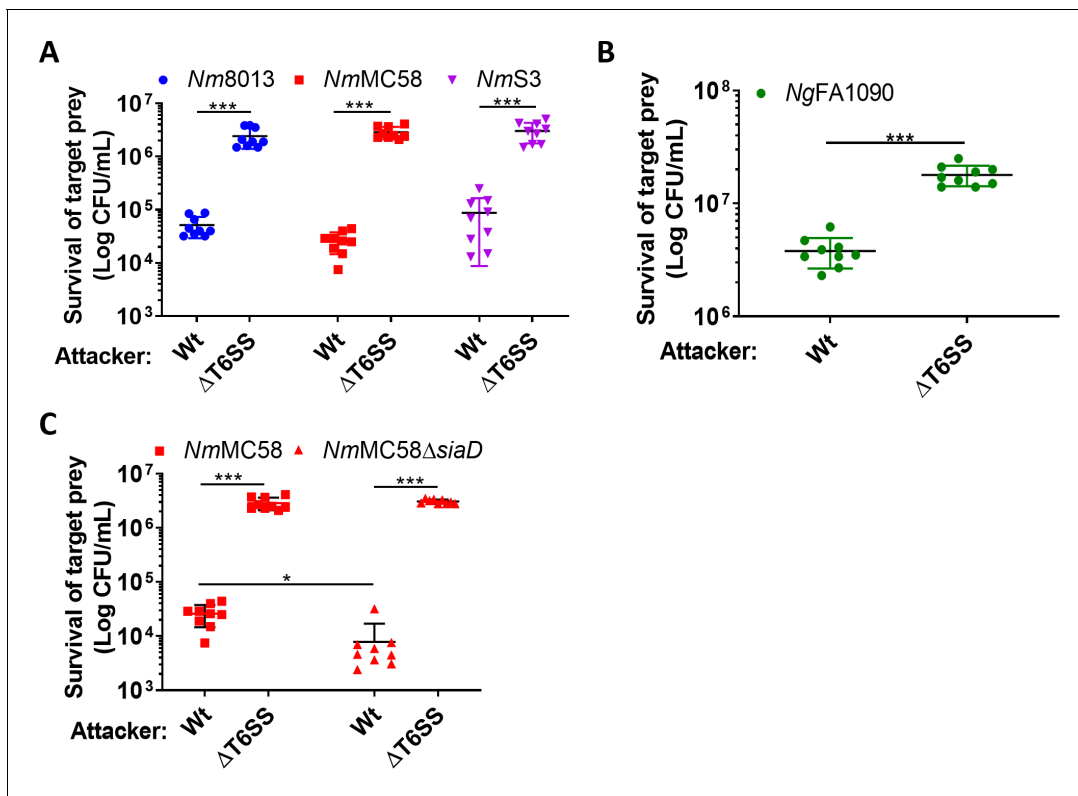 A
Nm8013 NmMC58 NmS3
*** *** ***
Survival of target prey
(Log CFU/mL)
10⁷
10⁶
10⁵
10⁴
10³
Attacker: Wt ΔT6SS Wt ΔT6SS Wt ΔT6SS
B
NgFA1090
***
Survival of target prey
(Log CFU/mL)
10⁸
10⁷
10⁶
Attacker: Wt ΔT6SS
C
NmMC58 NmMC58ΔsiaD
*** ***
*
Survival of target prey
(Log CFU/mL)
10⁷
10⁶
10⁵
10⁴
10³
Attacker: Wt ΔT6SS Wt ΔT6SS